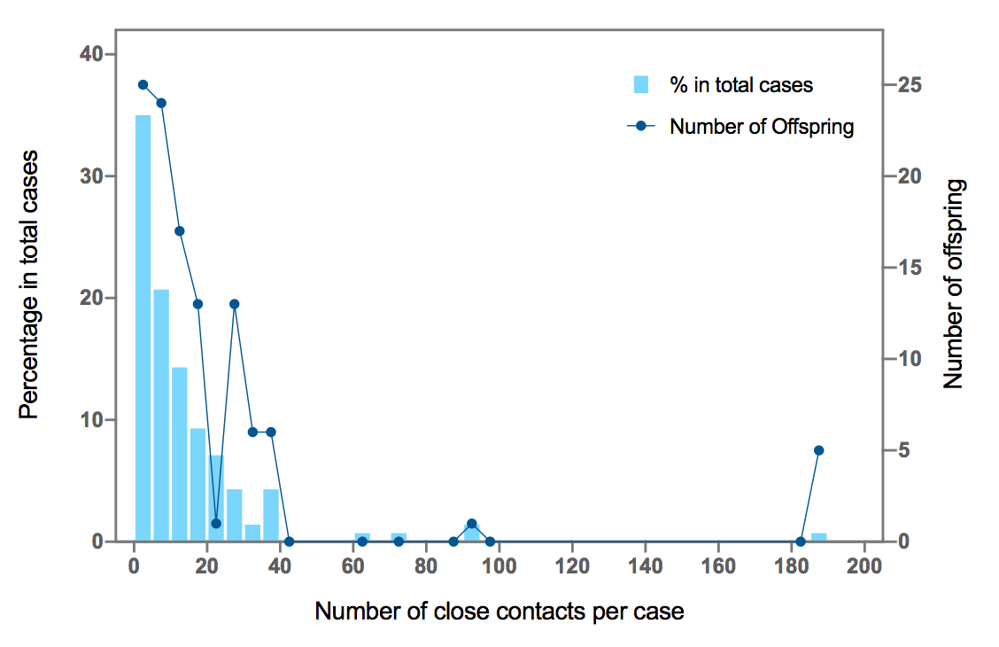 % in total cases
Number of Offspring
Percentage in total cases
40
30
20
10
0
25
20
15
10
5
0
Number of offspring
0 20 40 60 80 100 120 140 160 180 200
Number of close contacts per case